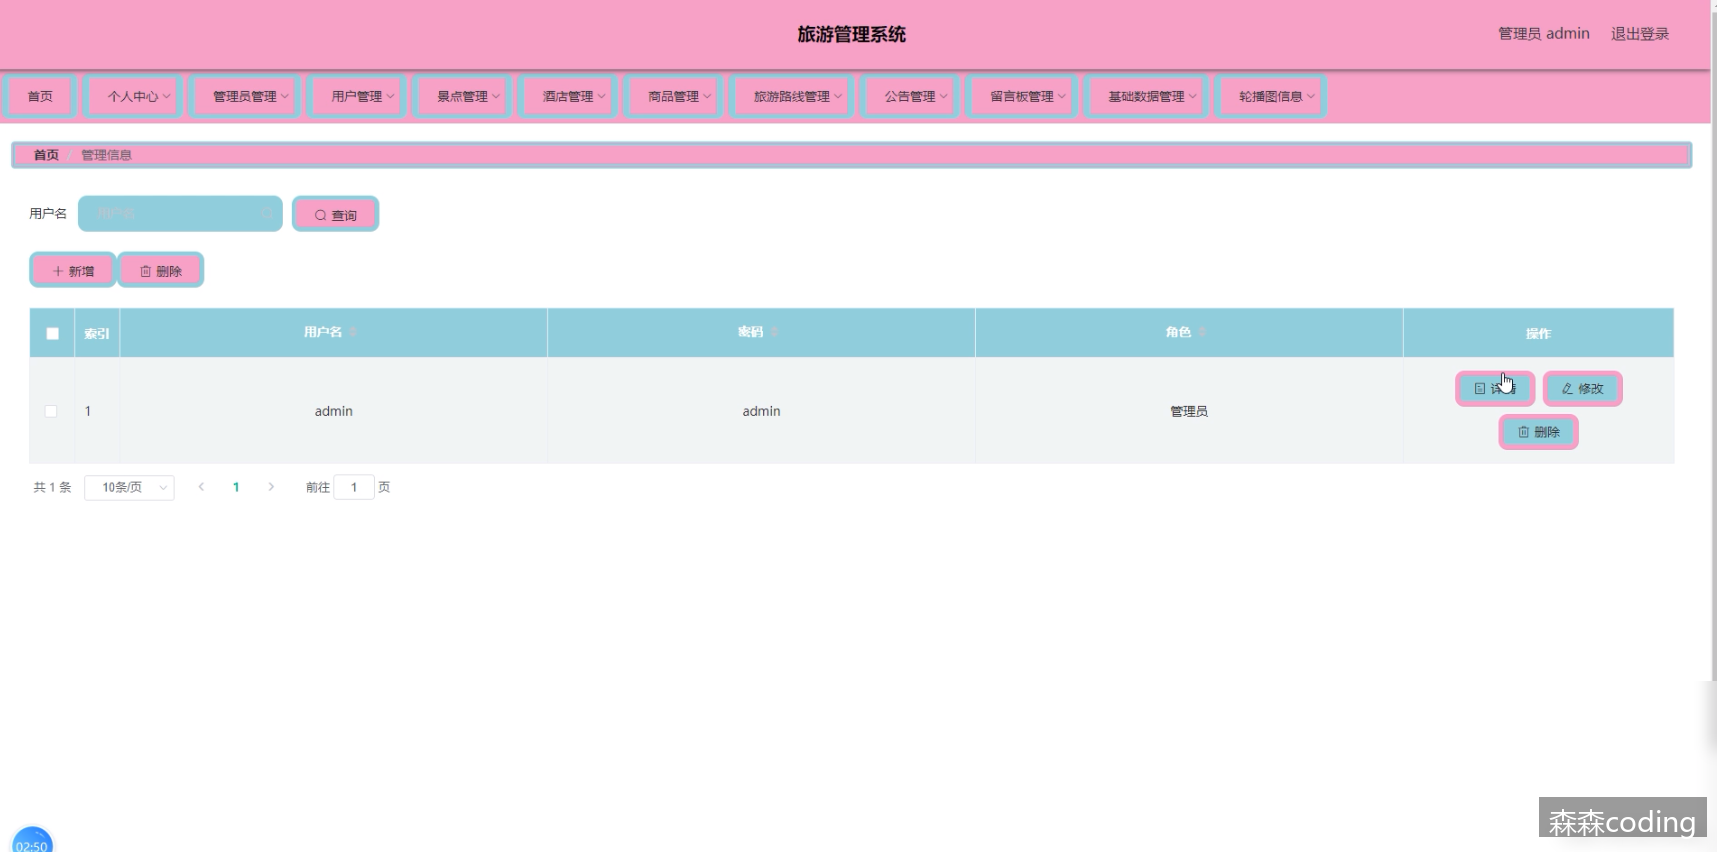 旅游管理系统
管理员 admin 退出登录
首页 个人中心 管理员管理 用户管理 景点管理 酒店管理 商品管理 旅游路线管理 公告管理 留言板管理 基础数据管理 轮播图信息
首页 / 管理信息
用户名 用户名 查询
新增 删除
索引 用户名 密码 角色 操作
1 admin admin 管理员 详情 修改
删除
共 1 条 10条/页 1 前往 1 页
森森coding
02:50